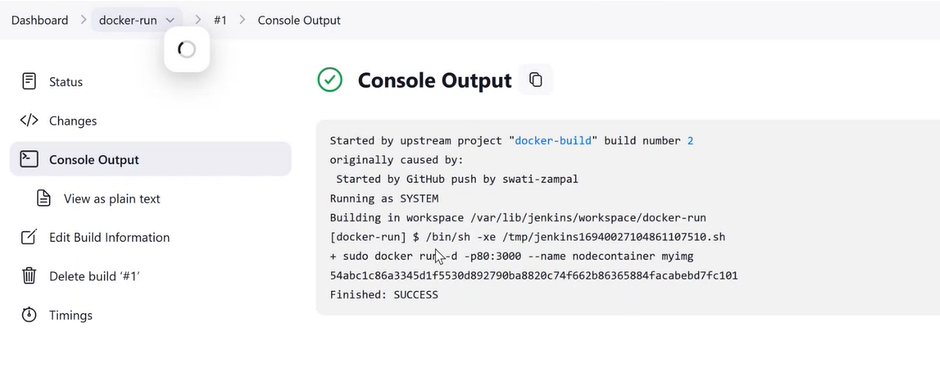 Dashboard docker-run #1 Console Output
Status
Changes
Console Output
View as plain text
Edit Build Information
Delete build ‘#1’
Timings
Console Output
Started by upstream project "docker-build" build number 2
originally caused by:
Started by GitHub push by swati-zampal
Running as SYSTEM
Building in workspace /var/lib/jenkins/workspace/docker-run
[docker-run] $ /bin/sh -xe /tmp/jenkins16940027104861107510.sh
+ sudo docker run -d -p80:3000 --name nodecontainer myimg
54abc1c86a3345d1f5530d892790ba8820c74f662b86365884facabebd7fc101
Finished: SUCCESS